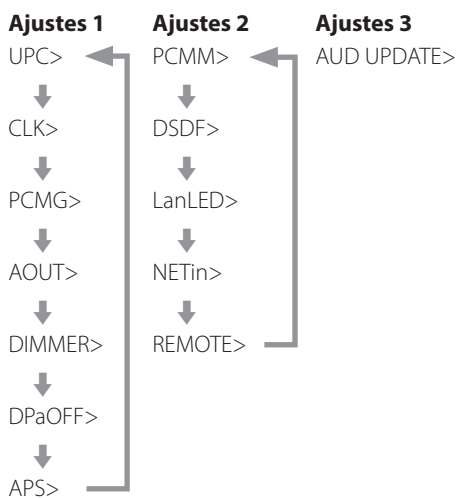 Ajustes 1
UPC>
CLK>
PCMG>
AOUT>
DIMMER>
DPaOFF>
APS>
Ajustes 2
PCMM>
DSDF>
LanLED>
NETin>
REMOTE>
Ajustes 3
AUD UPDATE>